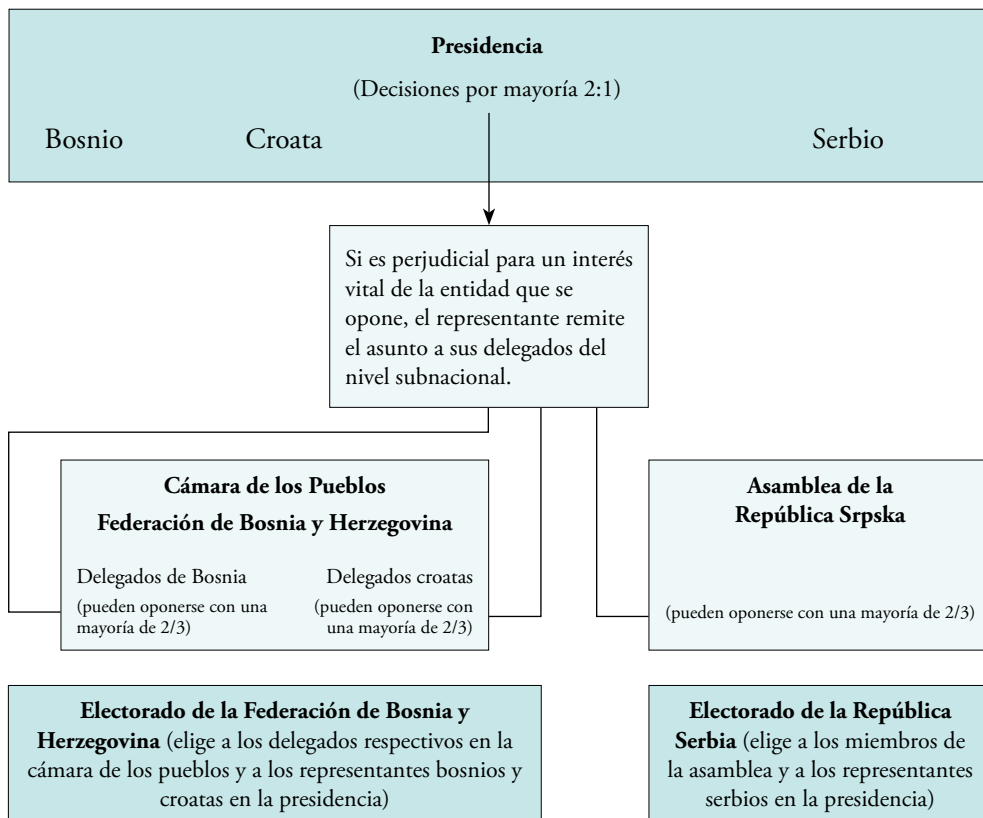 Presidencia
(Decisiones por mayoría 2:1)
Bosnio Croata Serbio
Si es perjudicial para un interés
vital de la entidad que se
opone, el representante remite
el asunto a sus delegados del
nivel subnacional.
Cámara de los Pueblos
Federación de Bosnia y Herzegovina
Delegados de Bosnia
(pueden oponerse con una
mayoría de 2/3)
Delegados croatas
(pueden oponerse con
una mayoría de 2/3)
Asamblea de la
República Srpska
(pueden oponerse con una mayoría de 2/3)
Electorado de la Federación de Bosnia y
Herzegovina (elige a los delegados respectivos en la
cámara de los pueblos y a los representantes bosnios y
croatas en la presidencia)
Electorado de la República
Serbia (elige a los miembros de
la asamblea y a los representantes
serbios en la presidencia)